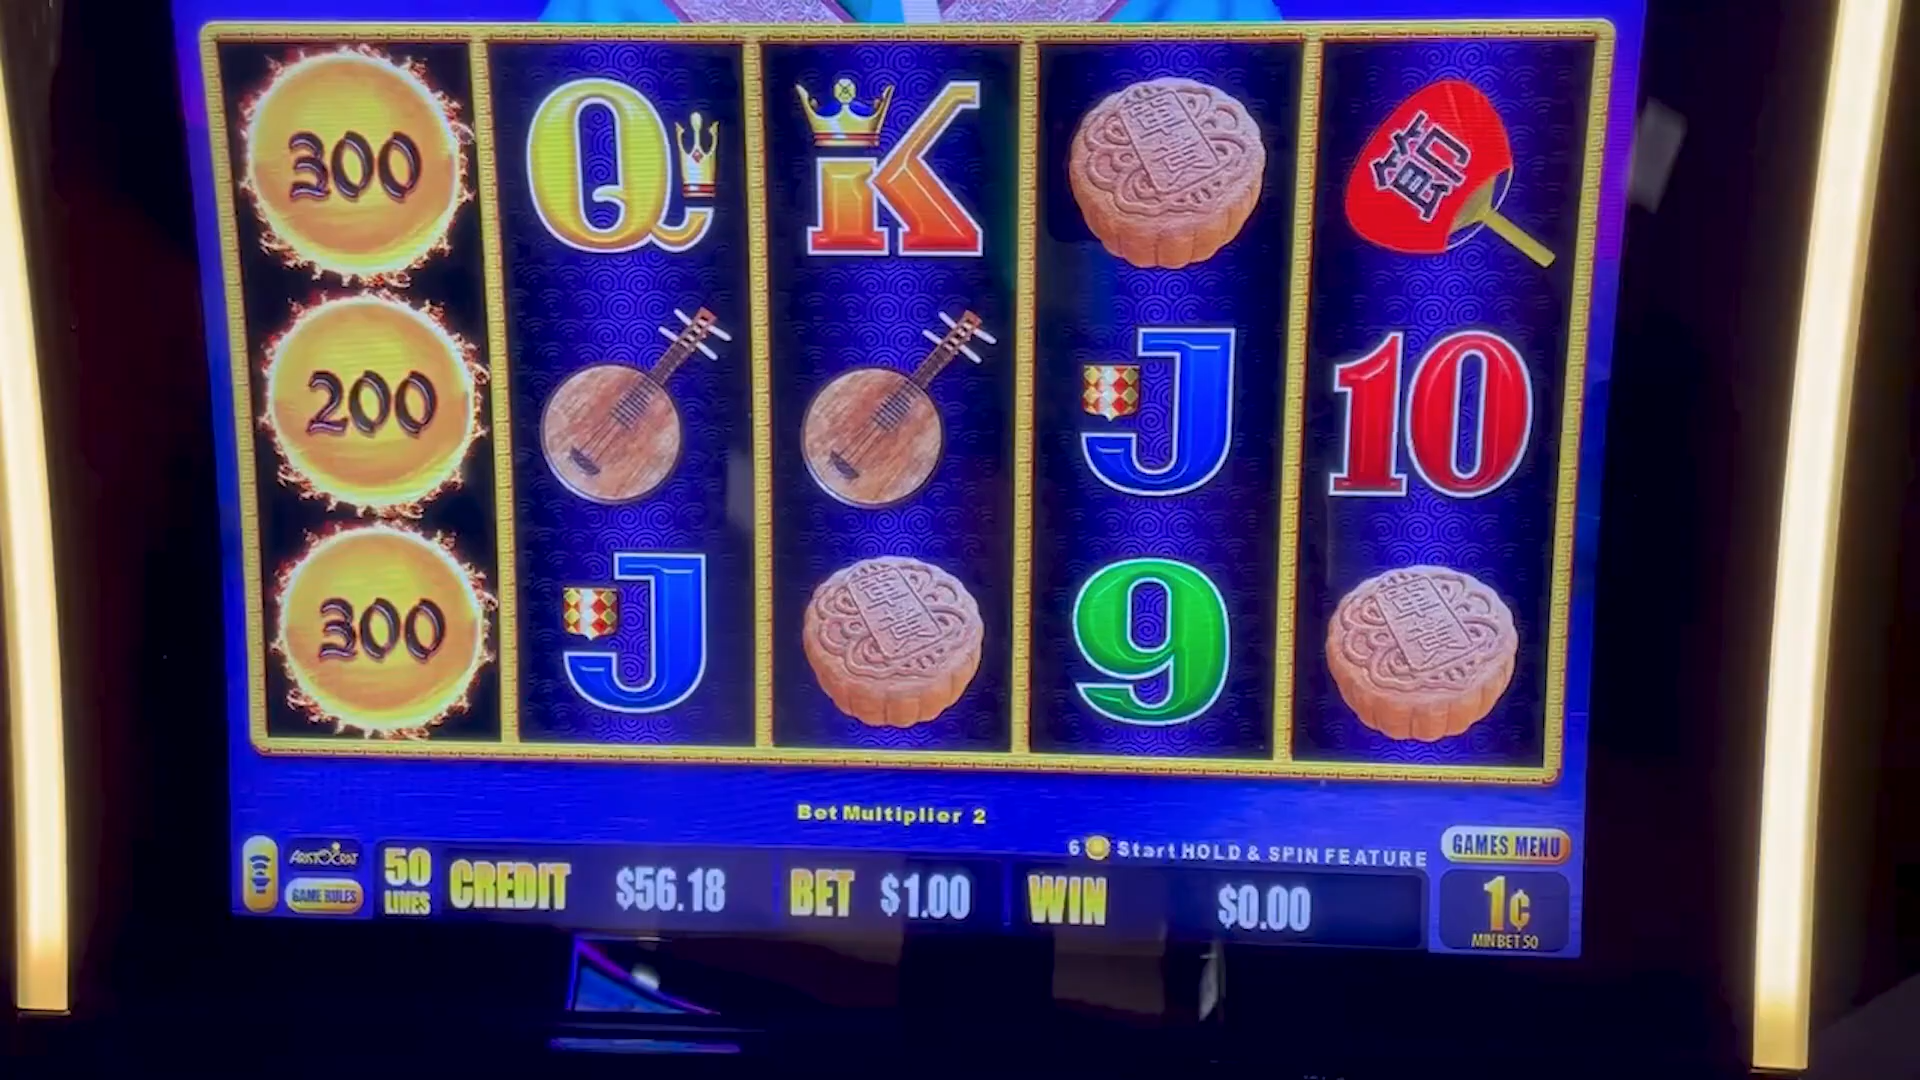 300
Q
K
200
J
10
300
J
9
Bet Multiplier 2
6 Start HOLD & SPIN FEATURE
GAMES MENU
ARISTOCRAT
GAME RULES
50 LINES
CREDIT $56.18
BET $1.00
WIN $0.00
1¢
MIN BET 50